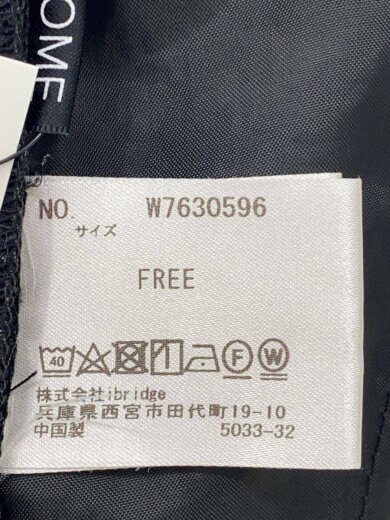 OME
NO. W7630596
サイズ
FREE
40 F W
株式会社ibridge
兵庫県西宮市田代町19-10
中国製 5033-32